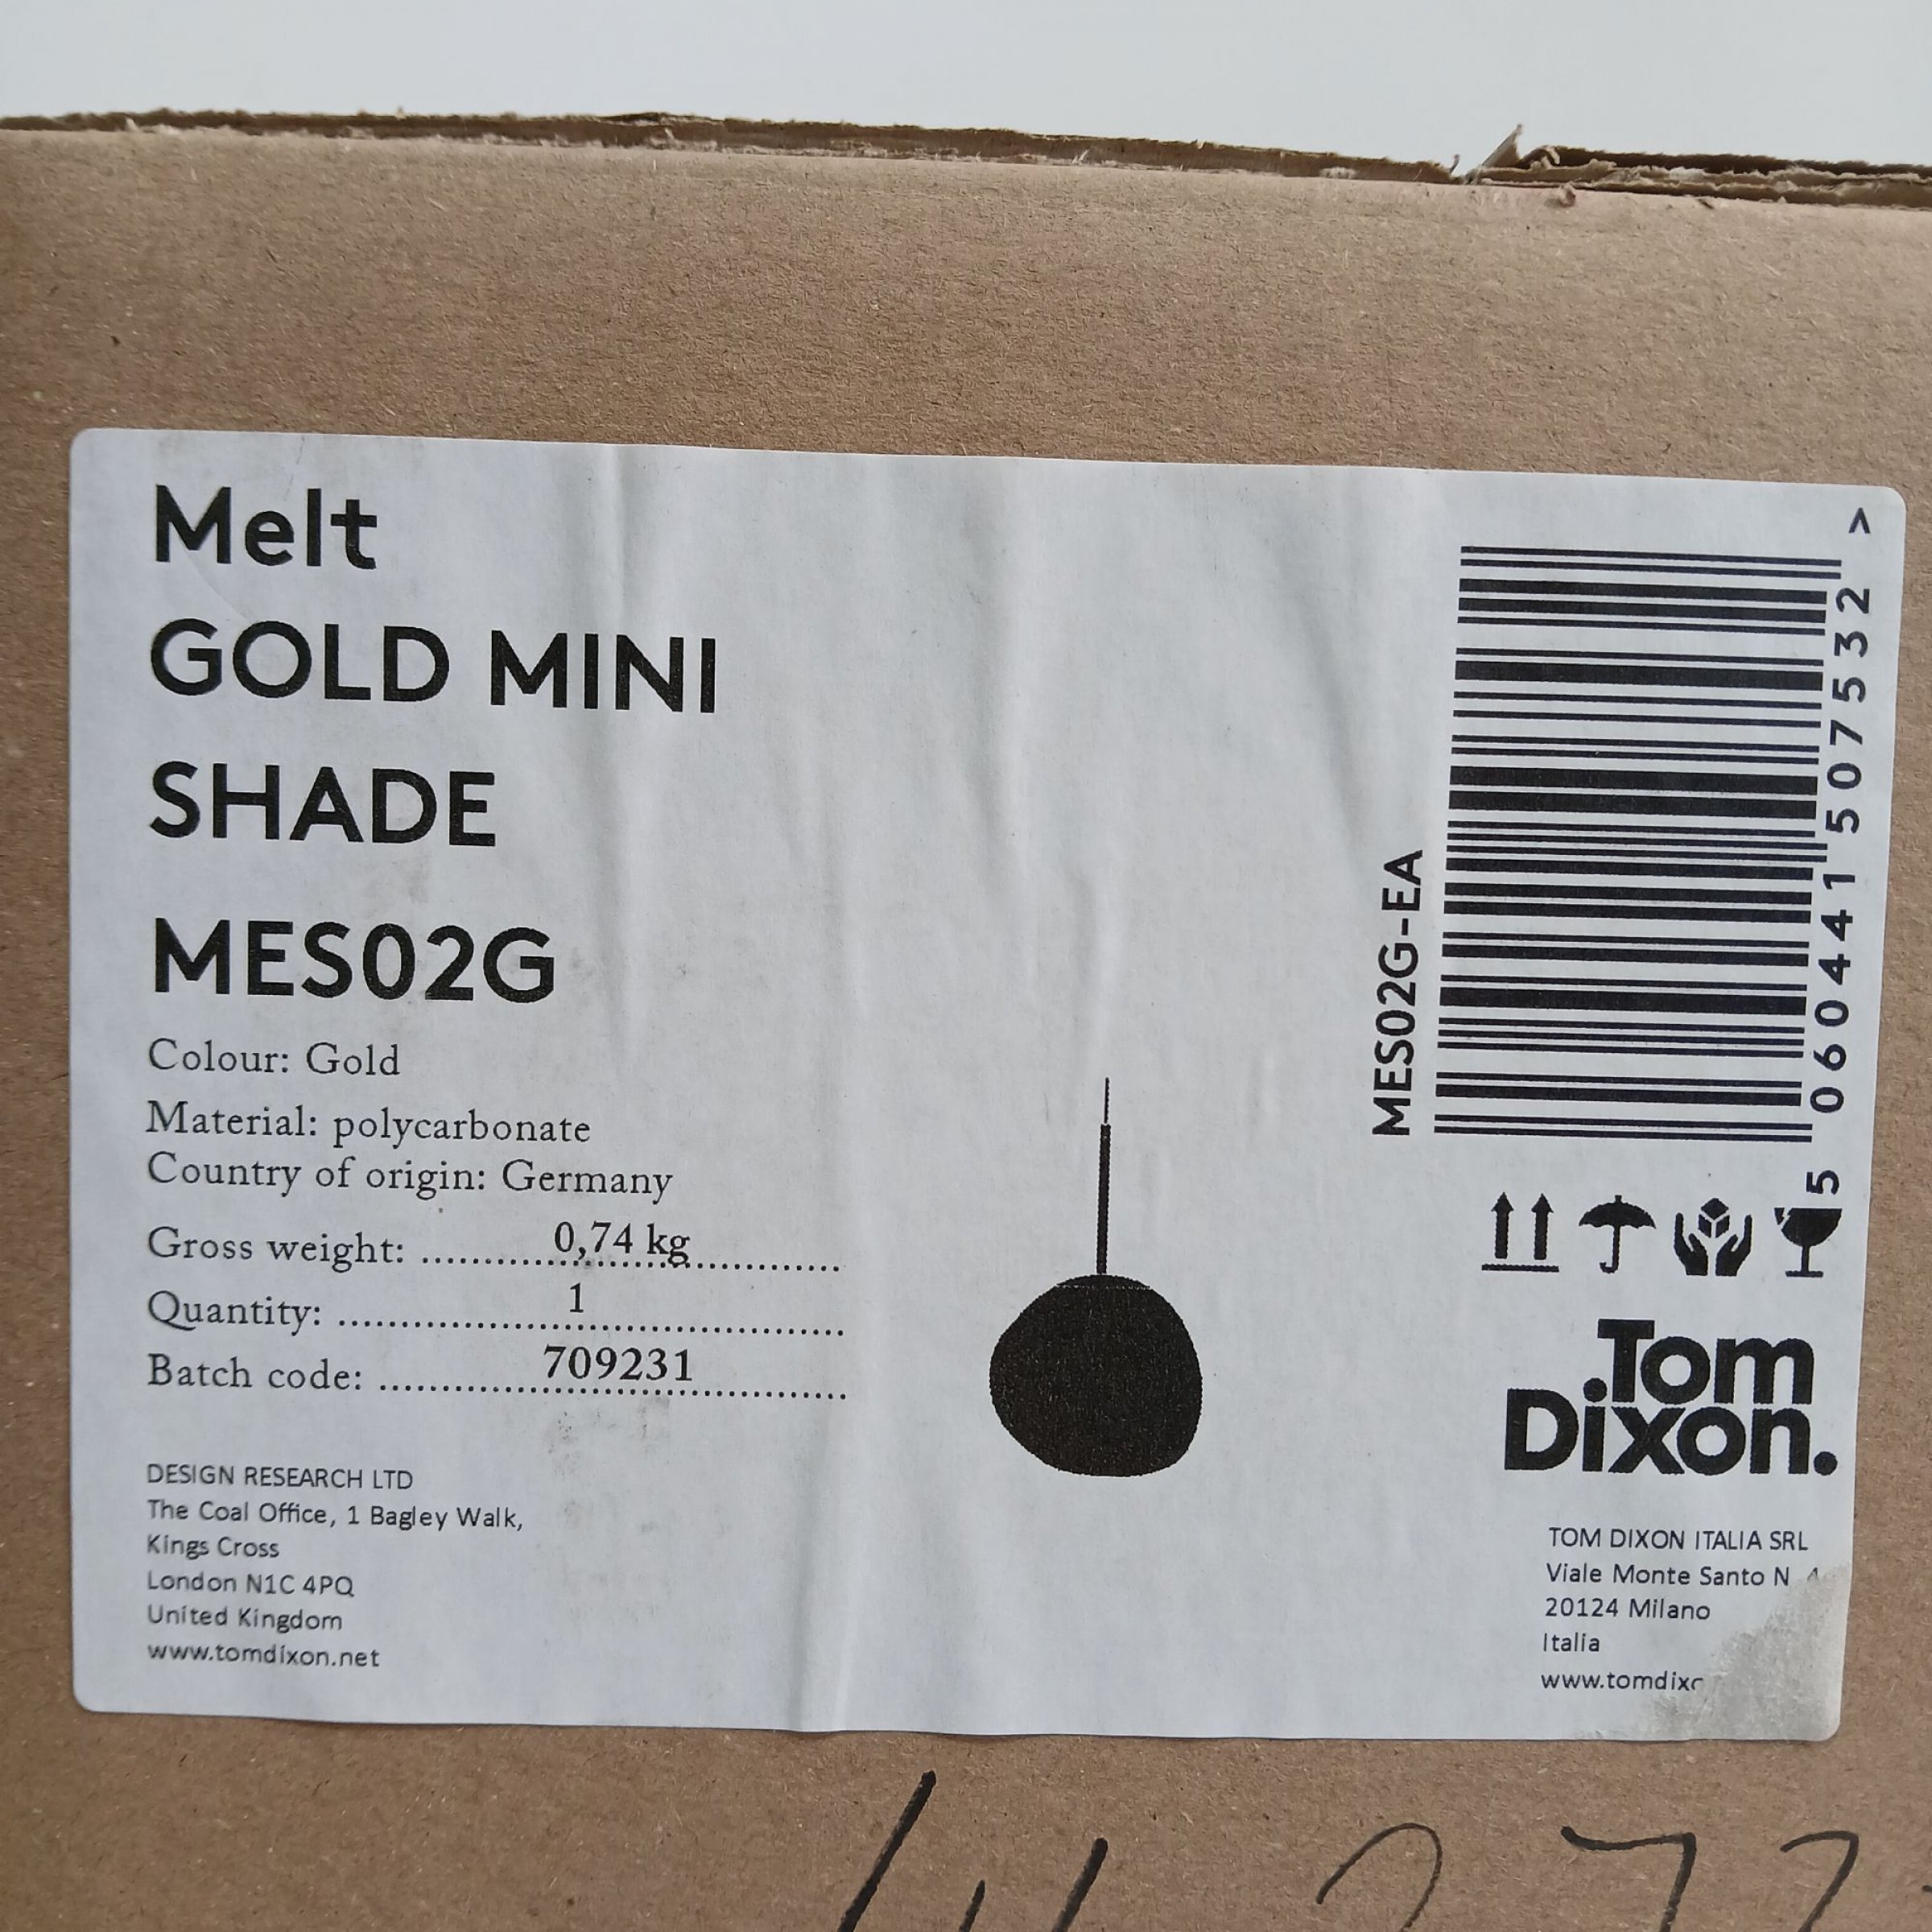 Melt
GOLD MINI
SHADE
MES02G
Colour: Gold
Material: polycarbonate
Country of origin: Germany
Gross weight: 0,74 kg
Quantity: 1
Batch code: 709231
DESIGN RESEARCH LTD
The Coal Office, 1 Bagley Walk,
Kings Cross
London N1C 4PQ
United Kingdom
www.tomdixon.net
MES02G-EA
5 060441 507532 >
Tom
Dixon.
TOM DIXON ITALIA SRL
Viale Monte Santo N
20124 Milano
Italia